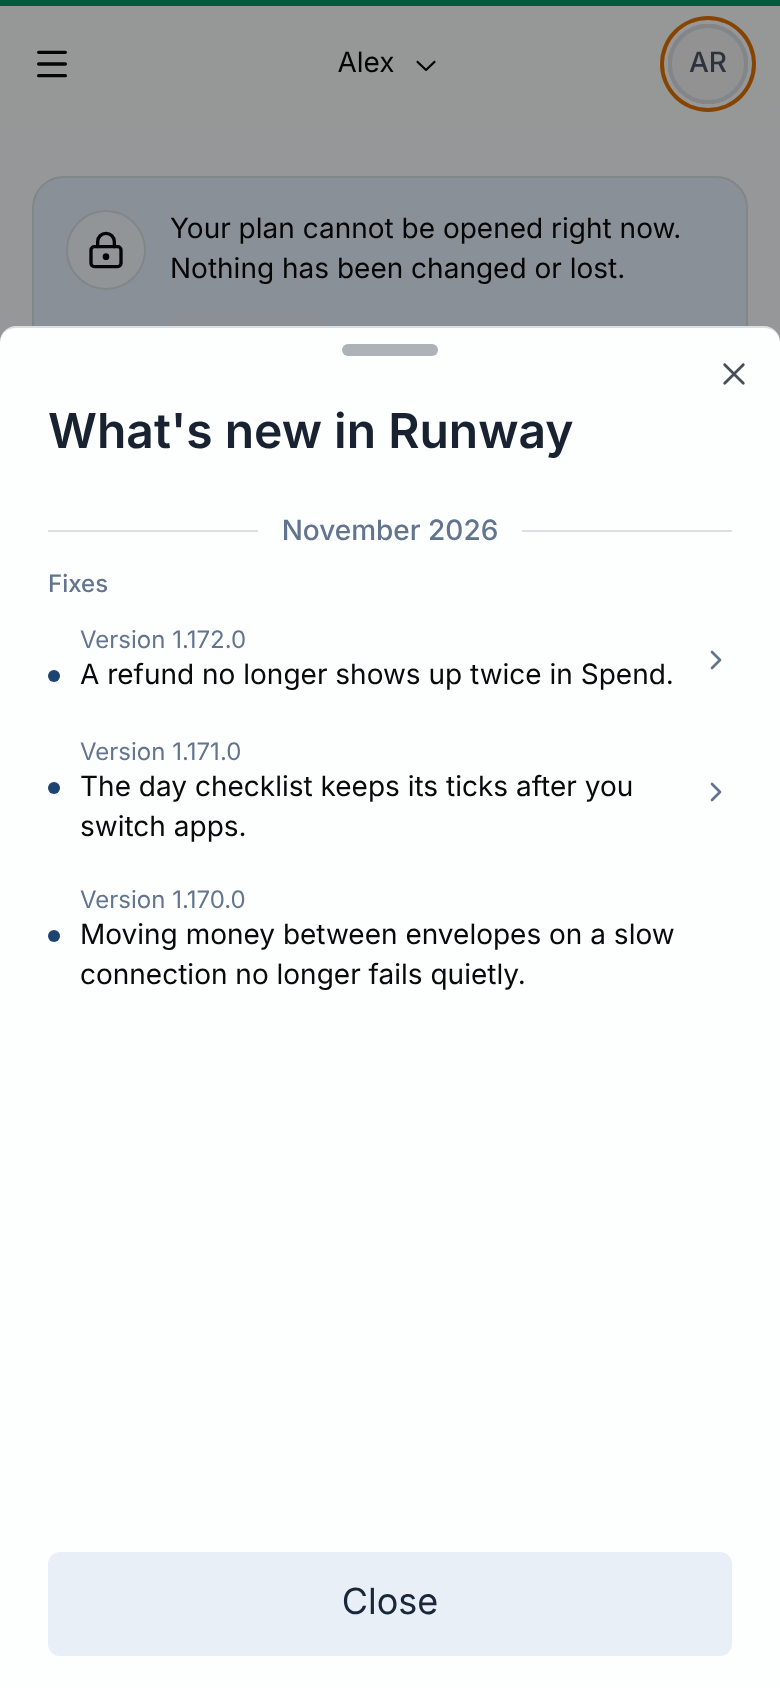 Alex
AR
Your plan cannot be opened right now.
Nothing has been changed or lost.
What's new in Runway
November 2026
Fixes
Version 1.172.0
A refund no longer shows up twice in Spend.
Version 1.171.0
The day checklist keeps its ticks after you
switch apps.
Version 1.170.0
Moving money between envelopes on a slow
connection no longer fails quietly.
Close